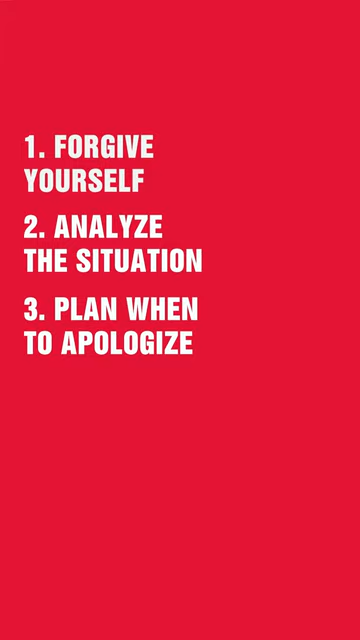 1. FORGIVE
YOURSELF
2. ANALYZE
THE SITUATION
3. PLAN WHEN
TO APOLOGIZE